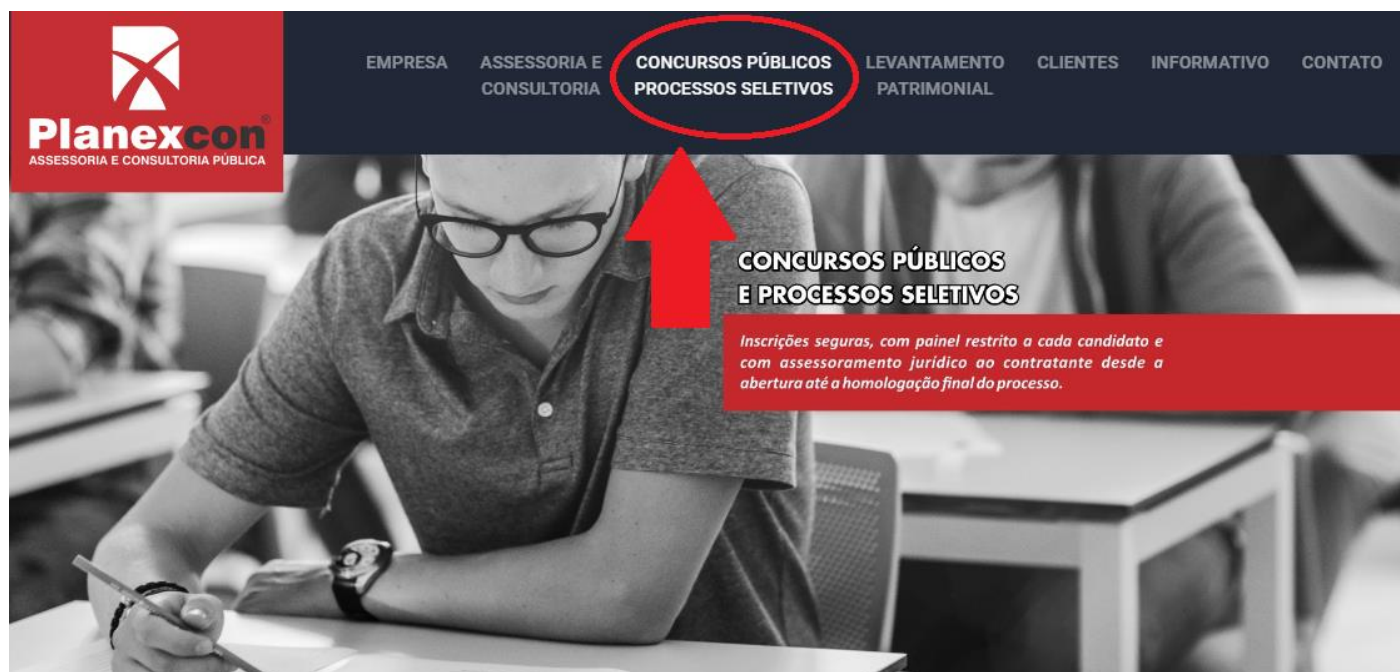 Planexcon®
ASSESSORIA E CONSULTORIA PÚBLICA
EMPRESA
ASSESSORIA E
CONSULTORIA
CONCURSOS PÚBLICOS
PROCESSOS SELETIVOS
LEVANTAMENTO
PATRIMONIAL
CLIENTES
INFORMATIVO
CONTATO
CONCURSOS PÚBLICOS
E PROCESSOS SELETIVOS
Inscrições seguras, com painel restrito a cada candidato e
com assessoramento jurídico ao contratante desde a
abertura até a homologação final do processo.